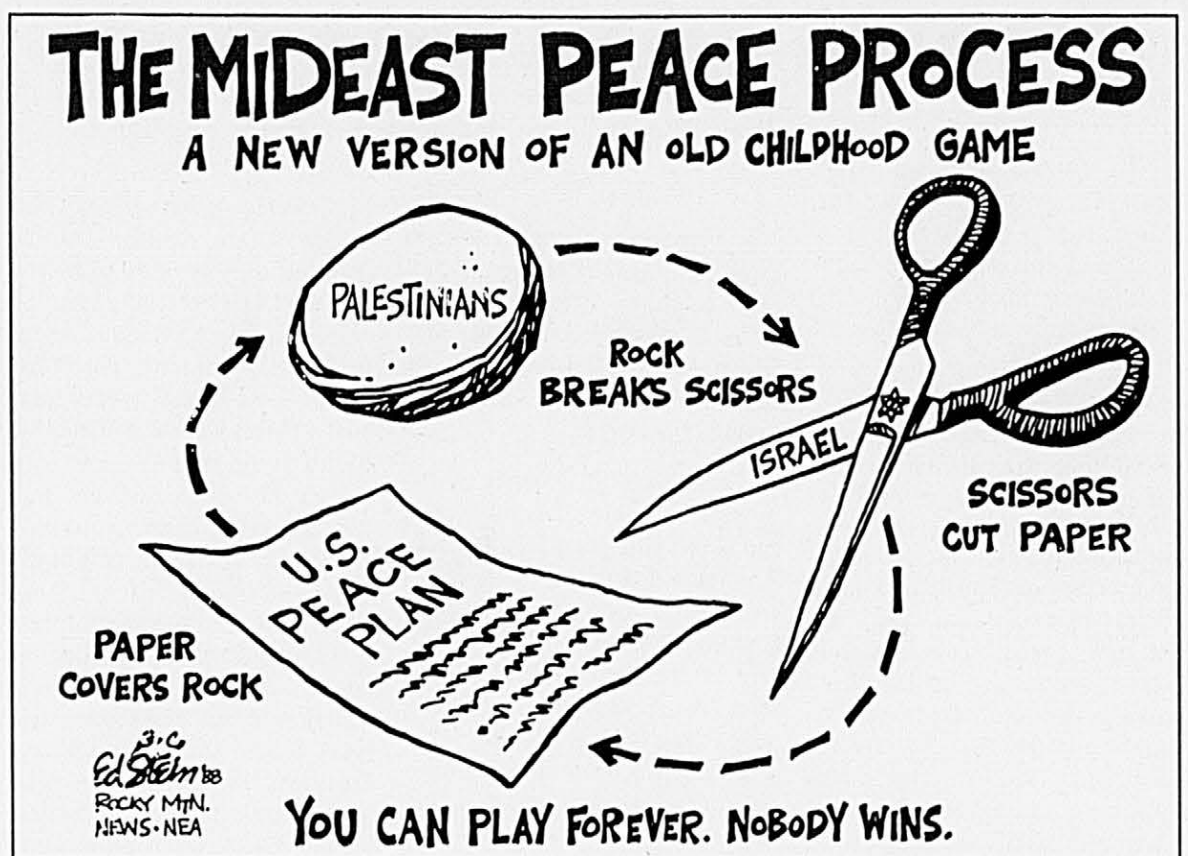 THE MIDEAST PEACE PROCESS
A NEW VERSION OF AN OLD CHILDHOOD GAME
PALESTINIANS
ROCK
BREAKS SCISSORS
ISRAEL
SCISSORS
CUT PAPER
U.S.
PEACE
PLAN
PAPER
COVERS ROCK
Ed Stein '88
ROCKY MTN.
NEWS • NEA
YOU CAN PLAY FOREVER. NOBODY WINS.